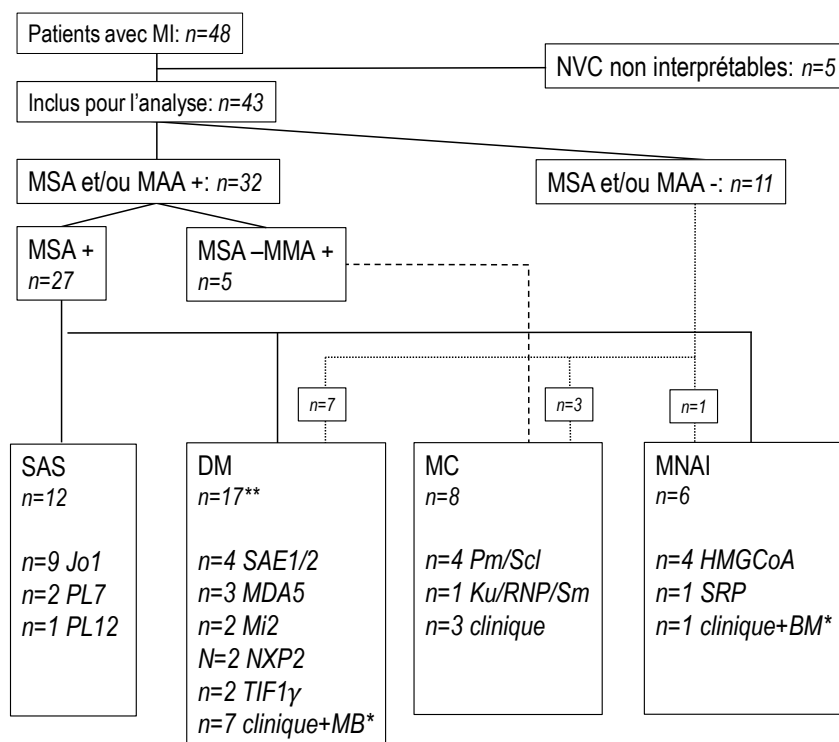 Patients avec MI: n=48
NVC non interprétables: n=5
Inclus pour l'analyse: n=43
MSA et/ou MAA +: n=32
MSA et/ou MAA -: n=11
MSA +
n=27
MSA –MMA +
n=5
n=7
n=3
n=1
SAS
n=12
n=9 Jo1
n=2 PL7
n=1 PL12
DM
n=17**
n=4 SAE1/2
n=3 MDA5
n=2 Mi2
N=2 NXP2
n=2 TIF1γ
n=7 clinique+MB*
MC
n=8
n=4 Pm/Scl
n=1 Ku/RNP/Sm
n=3 clinique
MNAI
n=6
n=4 HMGCoA
n=1 SRP
n=1 clinique+BM*